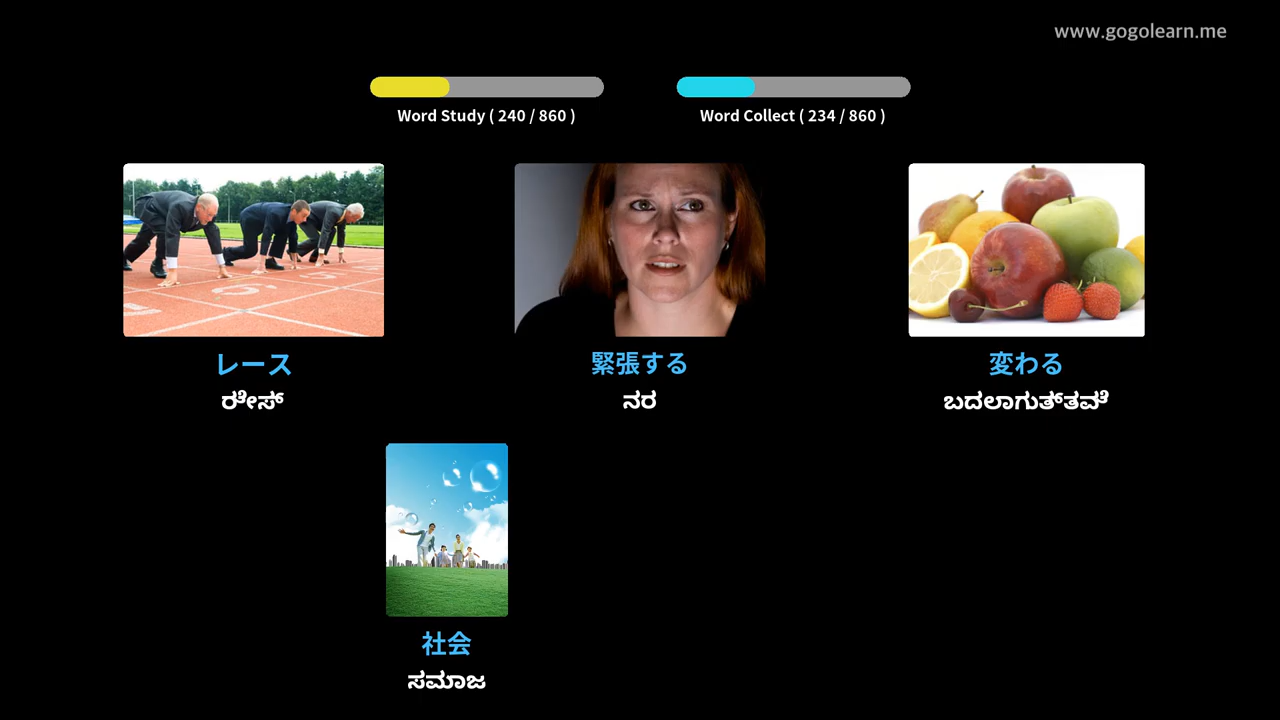 www.gogolearn.me
Word Study ( 240 / 860 )
Word Collect ( 234 / 860 )
レース
緊張する
変わる
ರೇಸ್
ನರ
ಬದಲಾಗುತ್ತವೆ
社会
ಸಮಾಜ